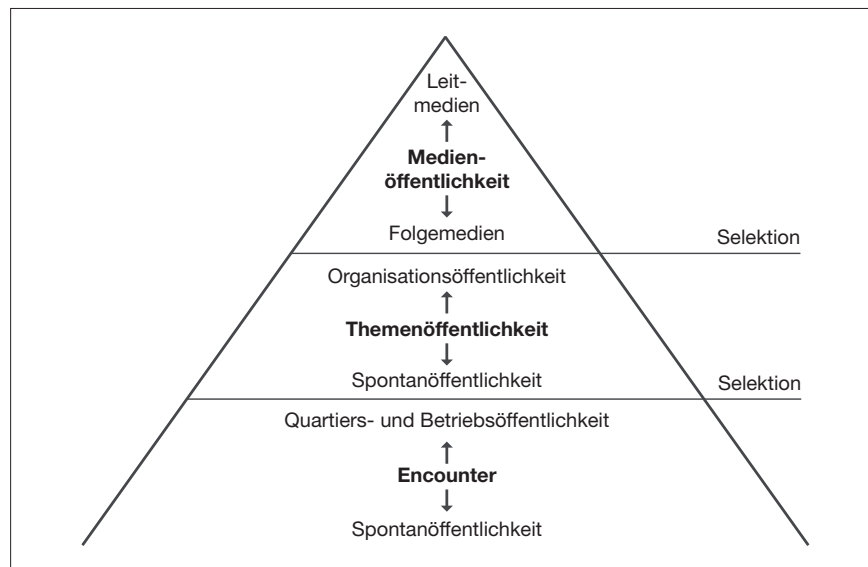 Leit-
medien
Medien-
öffentlichkeit
Folgemedien
Selektion
Organisationsöffentlichkeit
Themenöffentlichkeit
Spontanöffentlichkeit
Selektion
Quartiers- und Betriebsöffentlichkeit
Encounter
Spontanöffentlichkeit